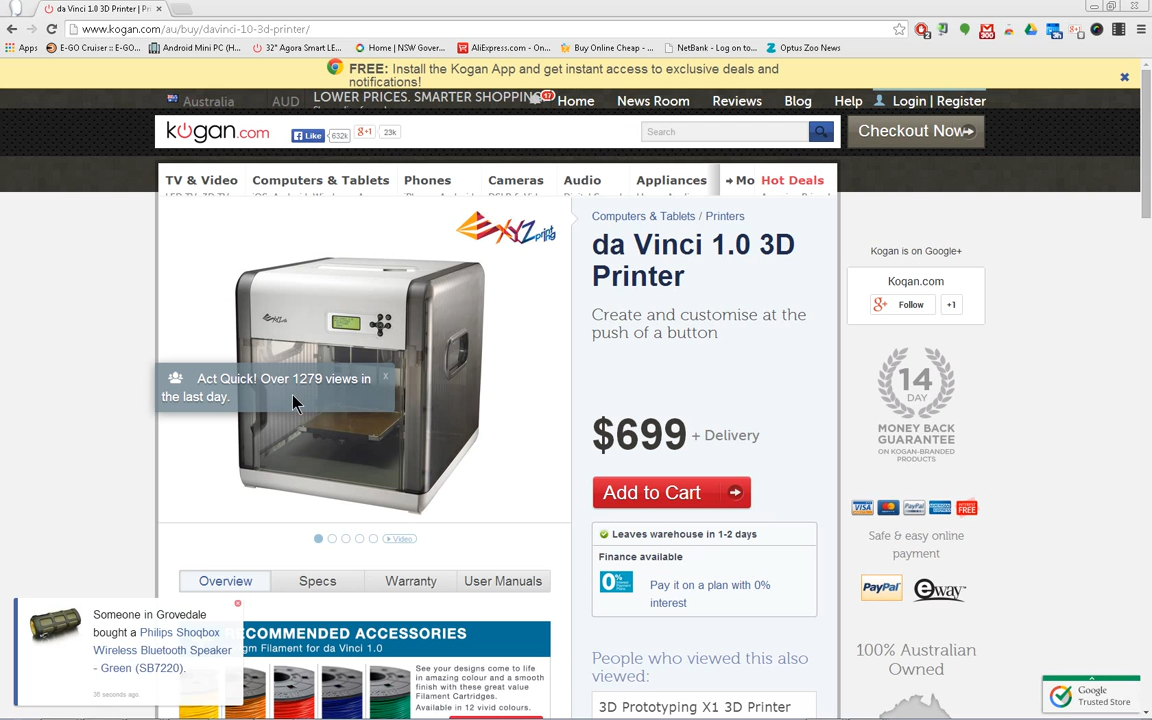 da Vinci 1.0 3D Printer | Pri
www.kogan.com/au/buy/davinci-10-3d-printer/
Apps
E-GO Cruiser ::: E-GO...
Android Mini PC (H...
32" Agora Smart LE...
Home | NSW Gover...
AliExpress.com - On...
Buy Online Cheap - ...
NetBank - Log on to...
Optus Zoo News
FREE: Install the Kogan App and get instant access to exclusive deals and
notifications!
Australia
AUD
LOWER PRICES. SMARTER SHOPPING
17
Home
News Room
Reviews
Blog
Help
Login | Register
kogan.com
Like
632k
g+1
23k
Search
Checkout Now
TV & Video
Computers & Tablets
Phones
Cameras
Audio
Appliances
Mo
Hot Deals
XYZprinting
Computers & Tablets / Printers
da Vinci 1.0 3D
Printer
Create and customise at the
push of a button
Act Quick! Over 1279 views in
the last day.
x
$699 + Delivery
Add to Cart
Leaves warehouse in 1-2 days
Finance available
0%
Pay it on a plan with 0%
interest
Video
Overview
Specs
Warranty
User Manuals
RECOMMENDED ACCESSORIES
gm Filament for da Vinci 1.0
See your designs come to life
in amazing colour and a smooth
finish with these great value
Filament Cartridges.
Available in 12 vivid colours.
Someone in Grovedale
bought a Philips Shoqbox
Wireless Bluetooth Speaker
- Green (SB7220).
People who viewed this also
viewed:
3D Prototyping X1 3D Printer
Kogan is on Google+
Kogan.com
g+ Follow
+1
14
DAY
MONEY BACK
GUARANTEE
ON KOGAN-BRANDED
PRODUCTS
VISA
PayPal
FREE
Safe & easy online
payment
PayPal
eway
100% Australian
Owned
Google
Trusted Store